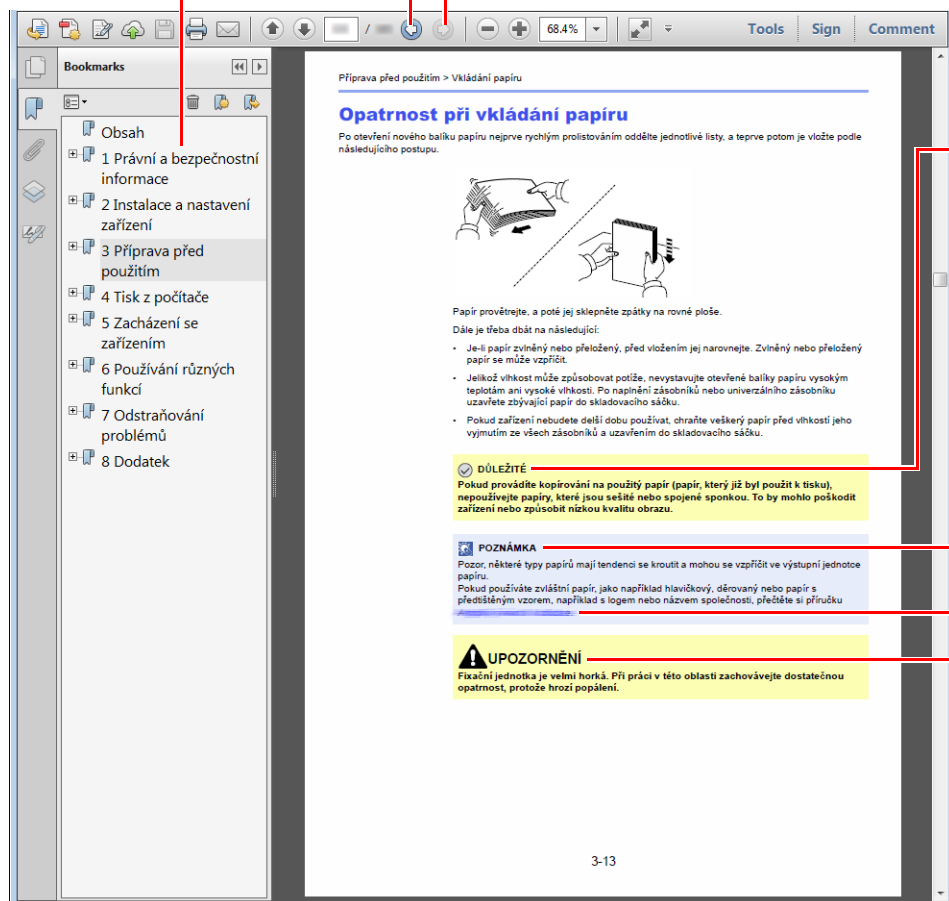 /
68.4%
Tools
Sign
Comment
Bookmarks
Obsah
1 Právní a bezpečnostní
informace
2 Instalace a nastavení
zařízení
3 Příprava před
použitím
4 Tisk z počítače
5 Zacházení se
zařízením
6 Používání různých
funkcí
7 Odstraňování
problémů
8 Dodatek
Příprava před použitím > Vkládání papíru
Opatrnost při vkládání papíru
Po otevření nového balíku papíru nejprve rychlým prolistováním oddělte jednotlivé listy, a teprve potom je vložte podle
následujícího postupu.
Papír provětrejte, a poté jej sklepněte zpátky na rovné ploše.
Dále je třeba dbát na následující:
• Je-li papír zvlněný nebo přeložený, před vložením jej narovnejte. Zvlněný nebo přeložený
papír se může vzpříčit.
• Jelikož vlhkost může způsobovat potíže, nevystavujte otevřené balíky papíru vysokým
teplotám ani vysoké vlhkosti. Po naplnění zásobníků nebo univerzálního zásobníku
uzavřete zbývající papír do skladovacího sáčku.
• Pokud zařízení nebudete delší dobu používat, chraňte veškerý papír před vlhkostí jeho
vyjmutím ze všech zásobníků a uzavřením do skladovacího sáčku.
DŮLEŽITÉ
Pokud provádíte kopírování na použitý papír (papír, který již byl použit k tisku),
nepoužívejte papíry, které jsou sešité nebo spojené sponkou. To by mohlo poškodit
zařízení nebo způsobit nízkou kvalitu obrazu.
POZNÁMKA
Pozor, některé typy papírů mají tendenci se kroutit a mohou se vzpříčit ve výstupní jednotce
papíru.
Pokud používáte zvláštní papír, jako například hlavičkový, děrovaný nebo papír s
předtištěným vzorem, například s logem nebo názvem společnosti, přečtěte si příručku
UPOZORNĚNÍ
Fixační jednotka je velmi horká. Při práci v této oblasti zachovávejte dostatečnou
opatrnost, protože hrozí popálení.
3-13